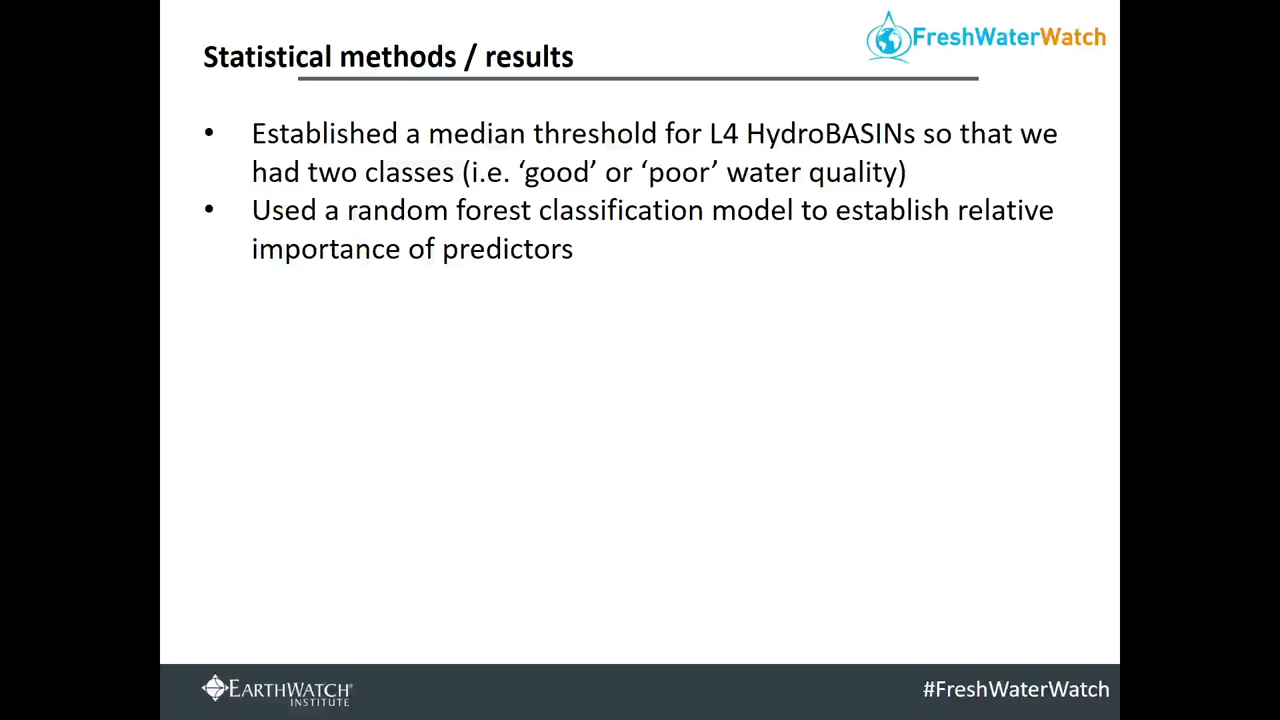 FreshWaterWatch
Statistical methods / results
• Established a median threshold for L4 HydroBASINs so that we
had two classes (i.e. ‘good’ or ‘poor’ water quality)
• Used a random forest classification model to establish relative
importance of predictors
EARTHWATCH®
INSTITUTE
#FreshWaterWatch